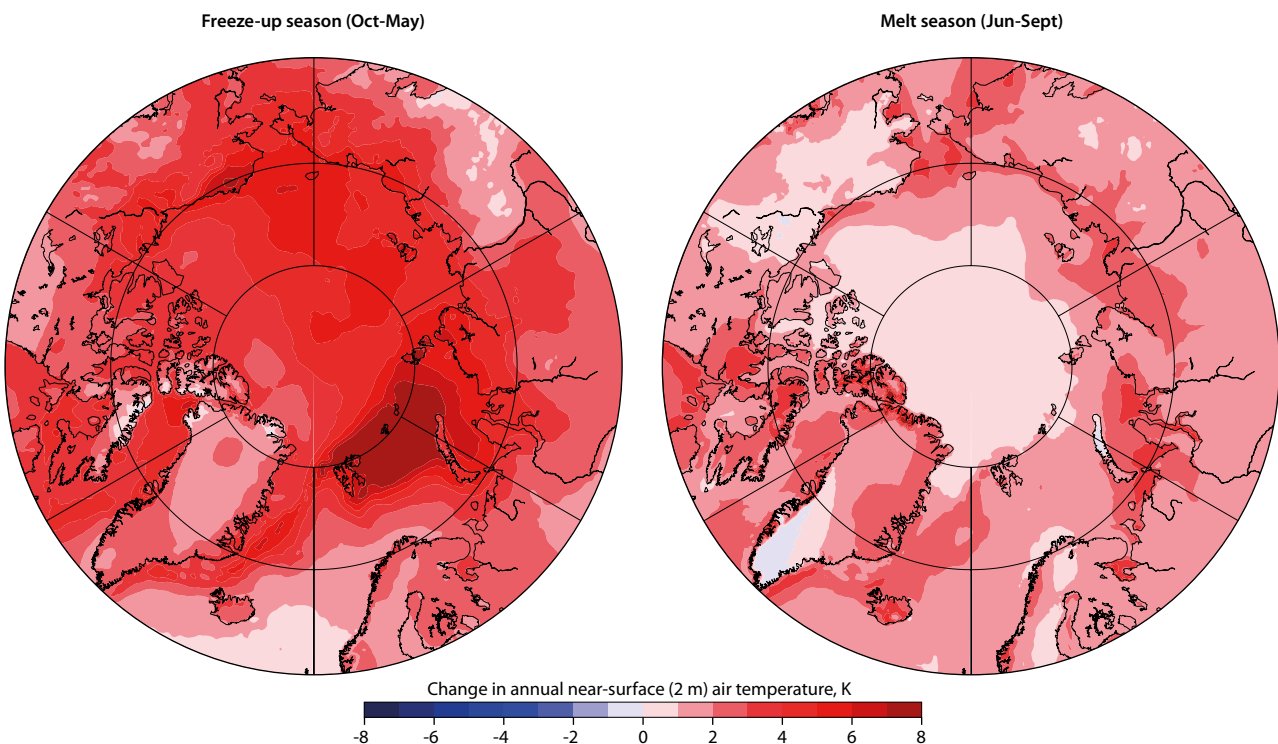 Freeze-up season (Oct-May)
Melt season (Jun-Sept)
Change in annual near-surface (2 m) air temperature, K
-8 -6 -4 -2 0 2 4 6 8